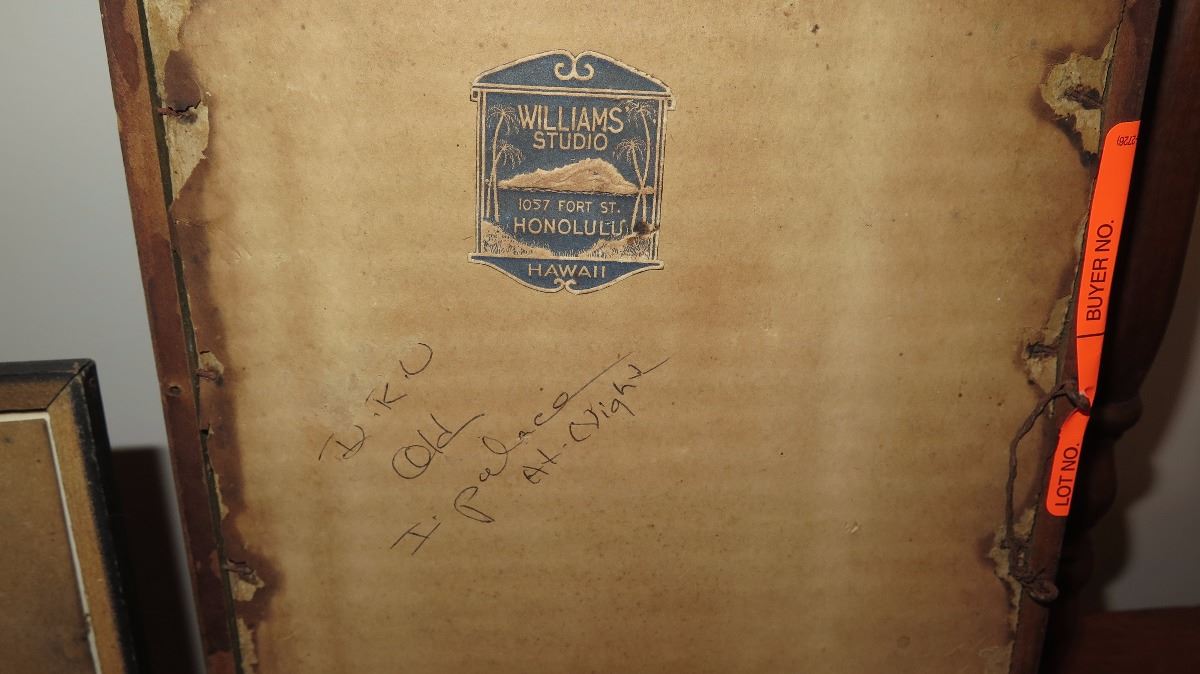 WILLIAMS'
STUDIO
1057 FORT ST.
HONOLULU
HAWAII
Old
I. Palace
At. Night
BUYER NO.
LOT NO.